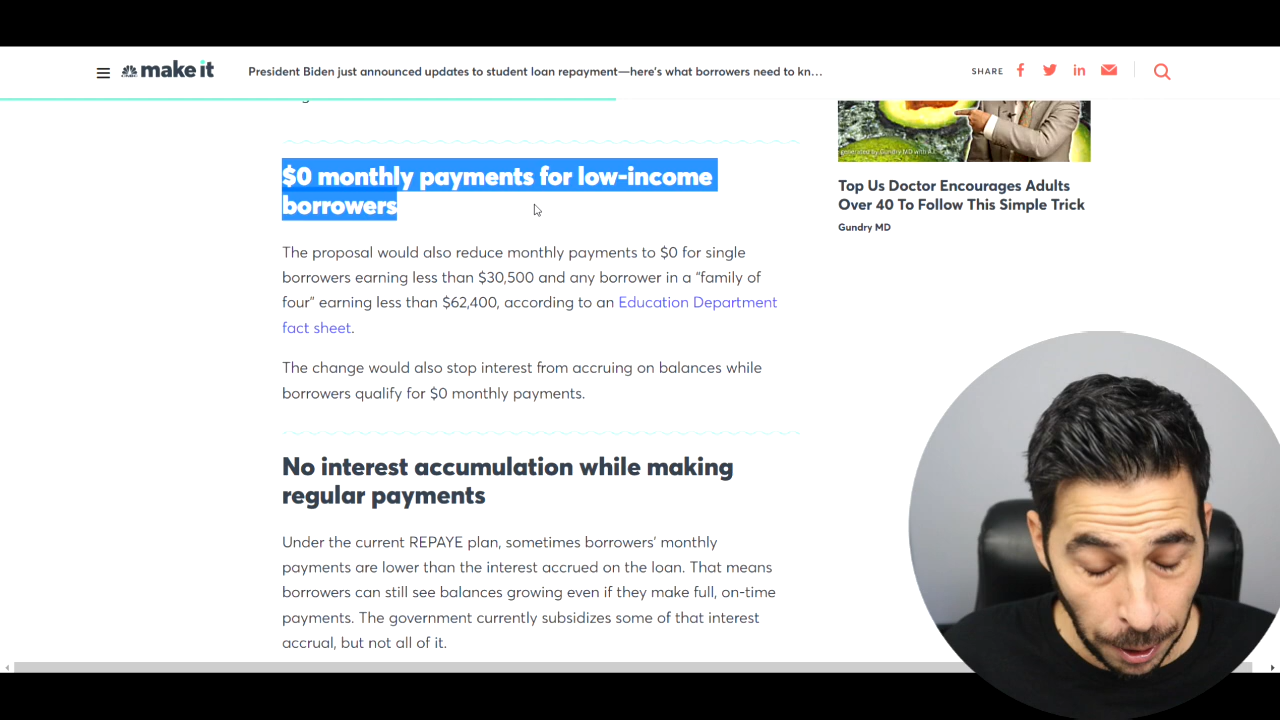 make it
President Biden just announced updates to student loan repayment—here's what borrowers need to kn...
SHARE
$0 monthly payments for low-income
borrowers
The proposal would also reduce monthly payments to $0 for single
borrowers earning less than $30,500 and any borrower in a "family of
four" earning less than $62,400, according to an Education Department
fact sheet.
The change would also stop interest from accruing on balances while
borrowers qualify for $0 monthly payments.
No interest accumulation while making
regular payments
Under the current REPAYE plan, sometimes borrowers' monthly
payments are lower than the interest accrued on the loan. That means
borrowers can still see balances growing even if they make full, on-time
payments. The government currently subsidizes some of that interest
accrual, but not all of it.
Top Us Doctor Encourages Adults
Over 40 To Follow This Simple Trick
Gundry MD